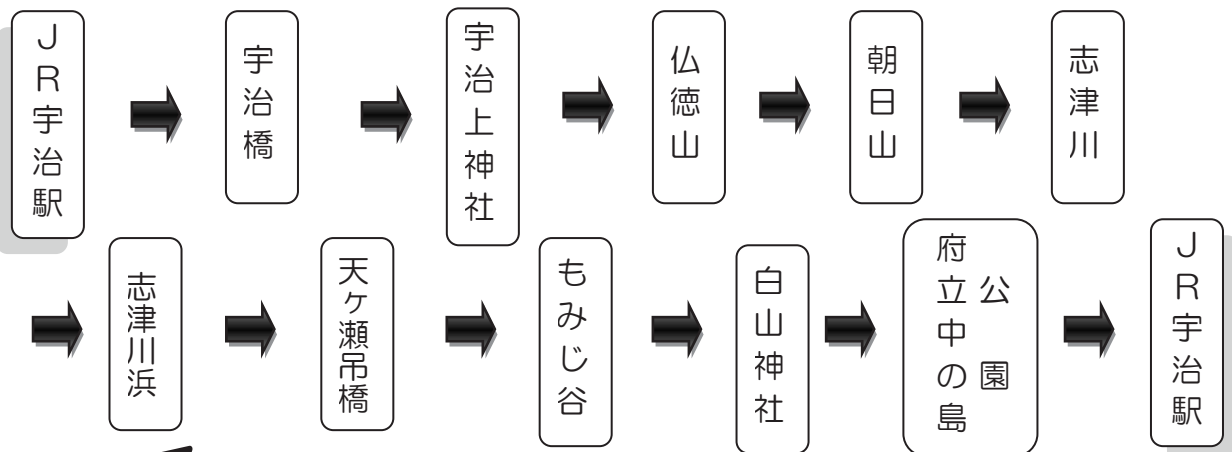 JR宇治駅
宇治橋
宇治上神社
仏徳山
朝日山
志津川
志津川浜
天ヶ瀬吊橋
もみじ谷
白山神社
府立中の島
公園
JR宇治駅